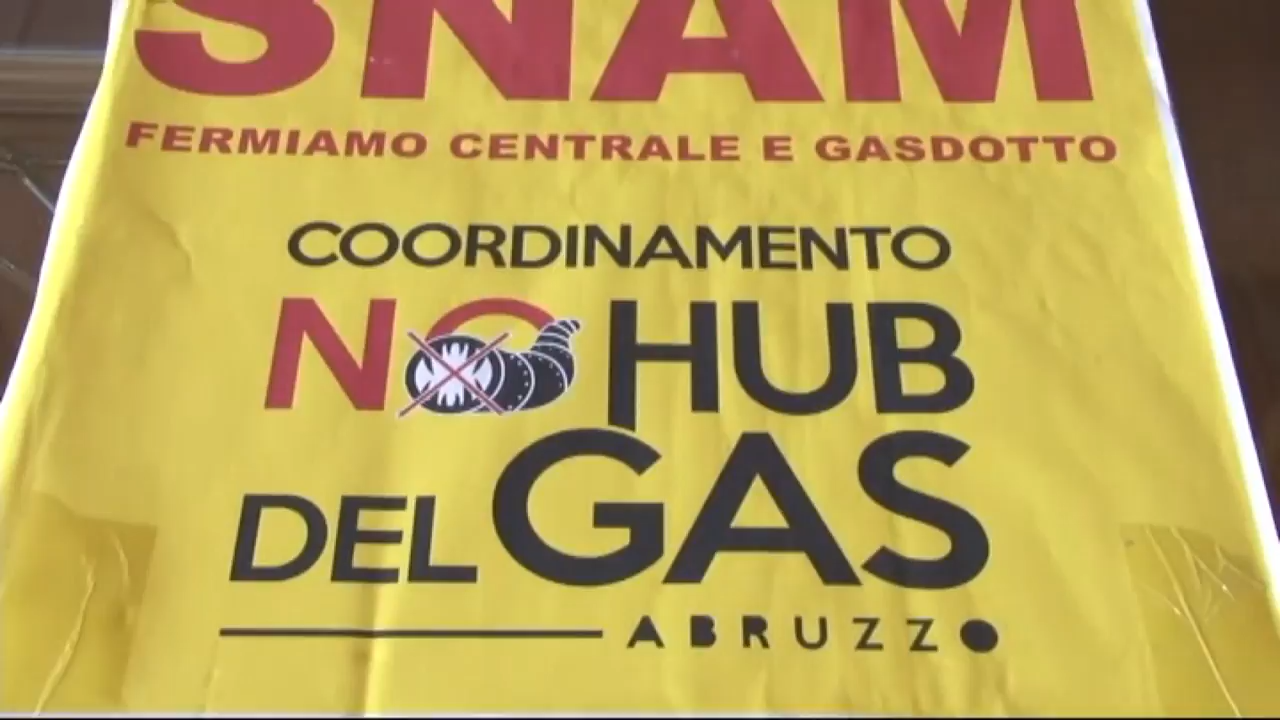 SNAM
FERMIAMO CENTRALE E GASDOTTO
COORDINAMENTO
NO HUB
DEL GAS
ABRUZZO